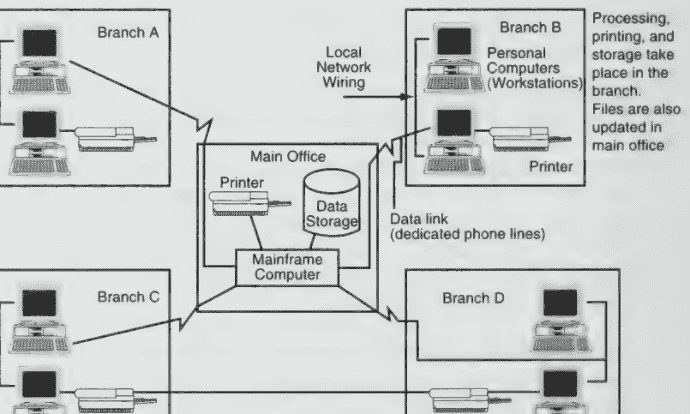 Branch A
Branch B
Processing,
printing, and
storage take
place in the
branch.
Files are also
updated in
main office
Local
Network
Wiring
Personal
Computers
(Workstations)
Printer
Main Office
Printer
Data
Storage
Data link
(dedicated phone lines)
Mainframe
Computer
Branch C
Branch D